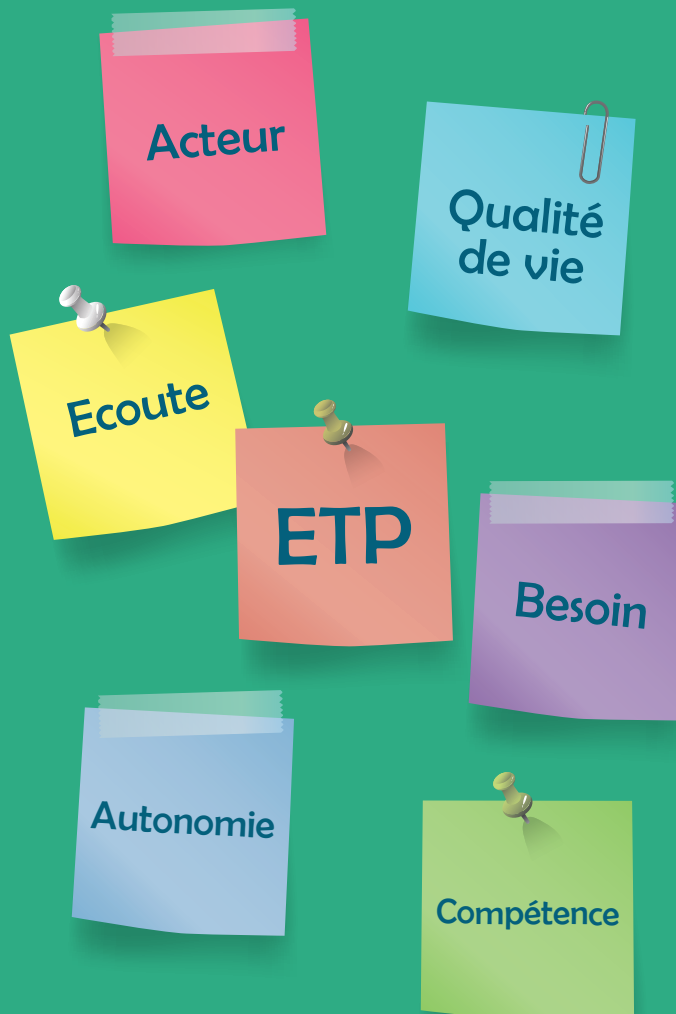 Acteur
Qualité
de vie
Ecoute
ETP
Besoin
Autonomie
Compétence